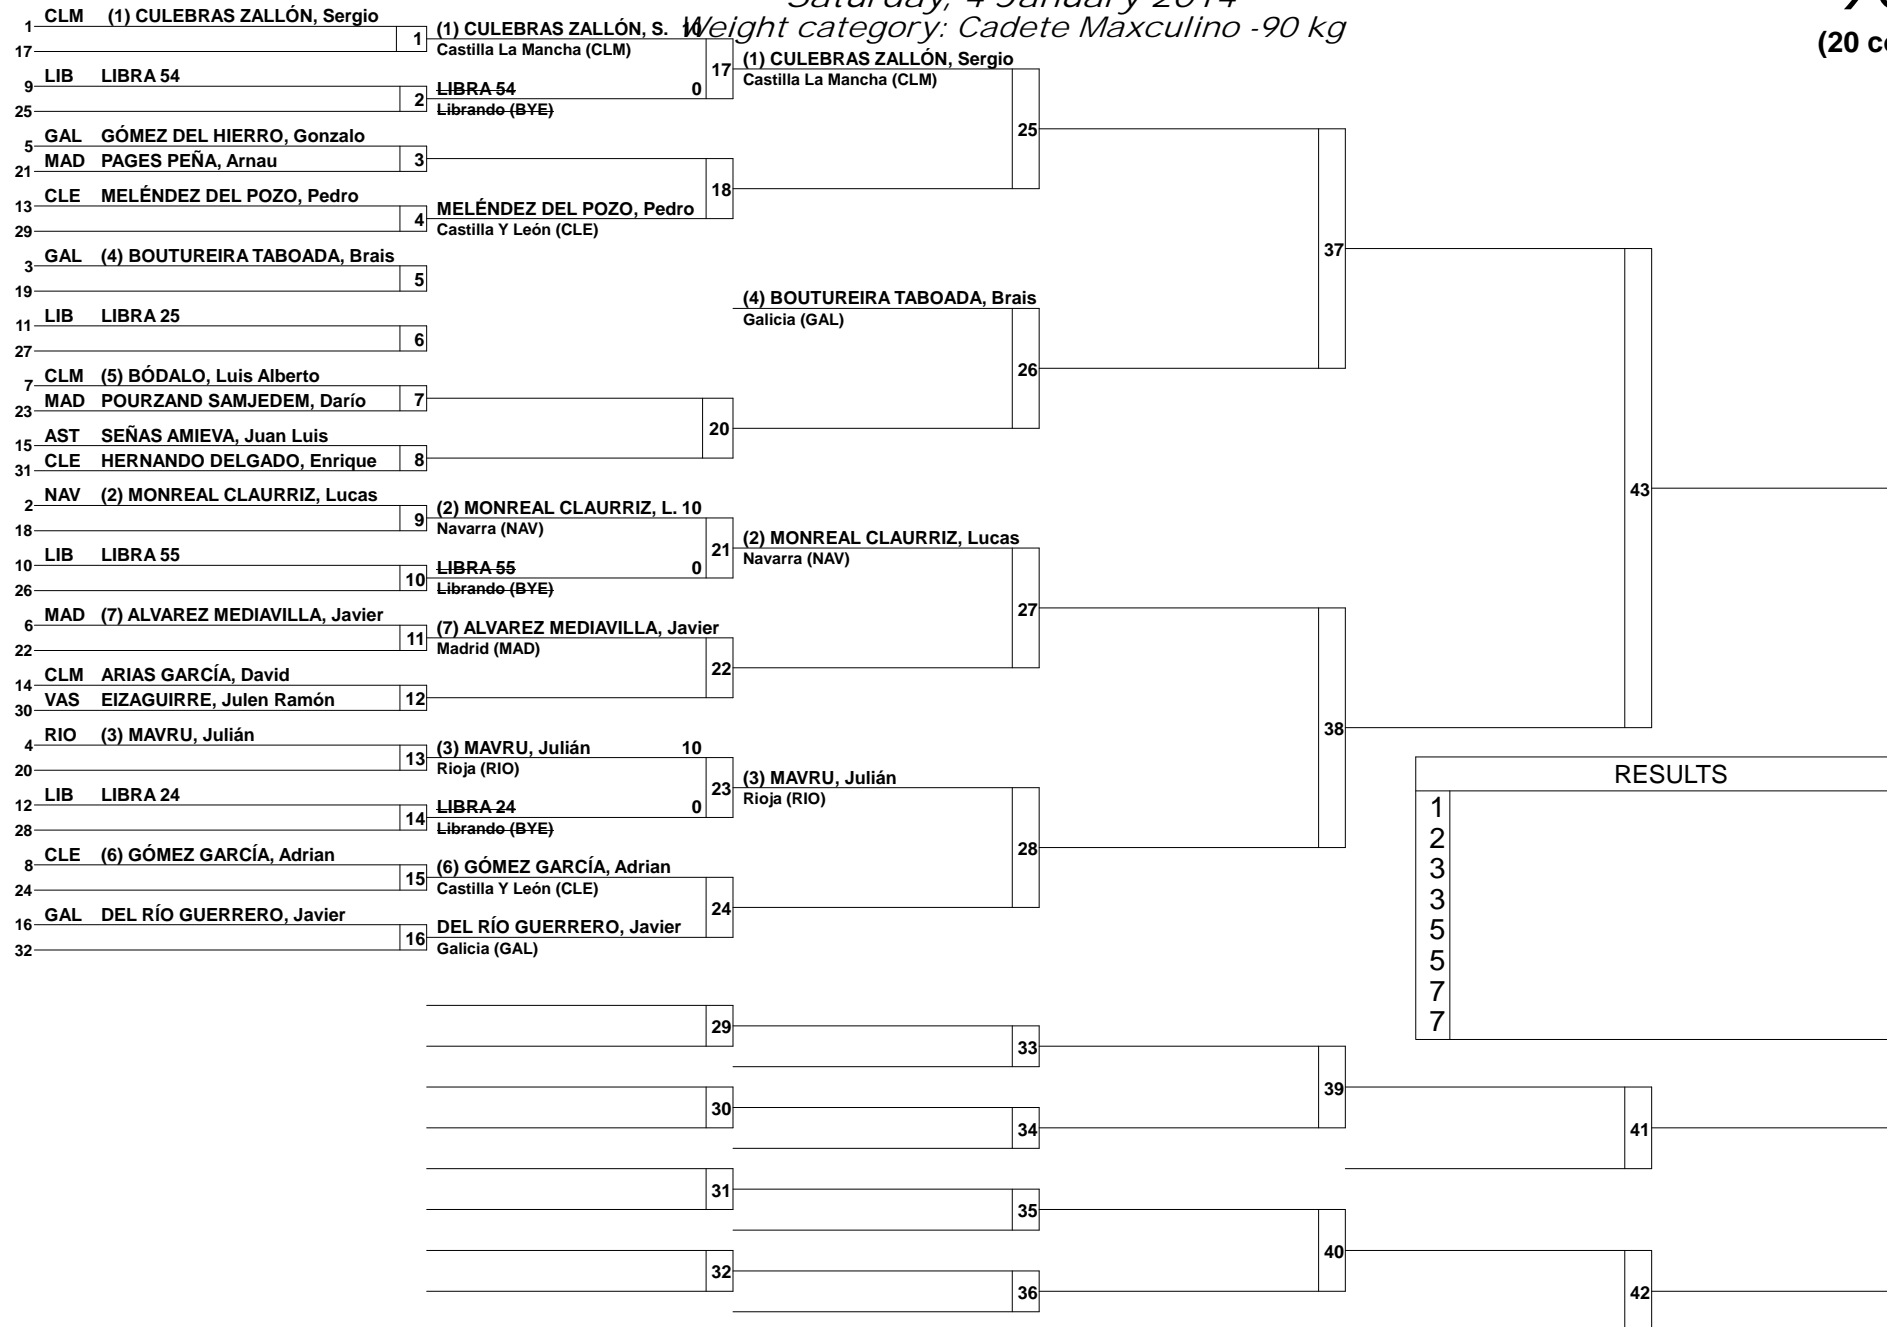 Saturday, 4 January 2014
Weight category: Cadete Maxculino -90 kg
(20
1 CLM (1) CULEBRAS ZALLÓN, Sergio
17
1
9 LIB LIBRA 54
25
2
5 GAL GÓMEZ DEL HIERRO, Gonzalo
21 MAD PAGES PEÑA, Arnau
3
13 CLE MELÉNDEZ DEL POZO, Pedro
29
4
3 GAL (4) BOUTUREIRA TABOADA, Brais
19
5
11 LIB LIBRA 25
27
6
7 CLM (5) BÓDALO, Luis Alberto
23 MAD POURZAND SAMJEDEM, Darío
7
15 AST SEÑAS AMIEVA, Juan Luis
31 CLE HERNANDO DELGADO, Enrique
8
2 NAV (2) MONREAL CLAURRIZ, Lucas
18
9
10 LIB LIBRA 55
26
10
6 MAD (7) ALVAREZ MEDIAVILLA, Javier
22
11
14 CLM ARIAS GARCÍA, David
30 VAS EIZAGUIRRE, Julen Ramón
12
4 RIO (3) MAVRU, Julián
20
13
12 LIB LIBRA 24
28
14
8 CLE (6) GÓMEZ GARCÍA, Adrian
24
15
16 GAL DEL RÍO GUERRERO, Javier
32
16
(1) CULEBRAS ZALLÓN, S. 10
Castilla La Mancha (CLM)
17
LIBRA 54 0
Librando (BYE)
18
MELÉNDEZ DEL POZO, Pedro
Castilla Y León (CLE)
20
(2) MONREAL CLAURRIZ, L. 10
Navarra (NAV)
21
LIBRA 55 0
Librando (BYE)
(7) ALVAREZ MEDIAVILLA, Javier
Madrid (MAD)
22
(3) MAVRU, Julián 10
Rioja (RIO)
23
LIBRA 24 0
Librando (BYE)
(6) GÓMEZ GARCÍA, Adrian
Castilla Y León (CLE)
24
DEL RÍO GUERRERO, Javier
Galicia (GAL)
(1) CULEBRAS ZALLÓN, Sergio
Castilla La Mancha (CLM)
25
(4) BOUTUREIRA TABOADA, Brais
Galicia (GAL)
26
(2) MONREAL CLAURRIZ, Lucas
Navarra (NAV)
27
(3) MAVRU, Julián
Rioja (RIO)
28
37
38
43
RESULTS
1
2
3
3
5
5
7
7
29
30
31
32
33
34
35
36
39
40
41
42